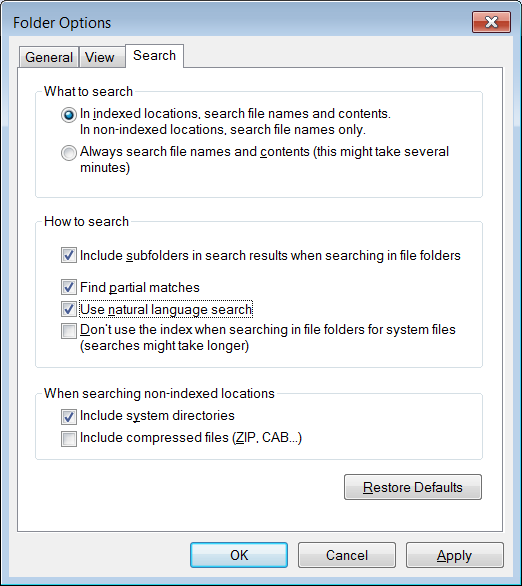 Folder Options
General View Search
What to search
In indexed locations, search file names and contents.
In non-indexed locations, search file names only.
Always search file names and contents (this might take several
minutes)
How to search
Include subfolders in search results when searching in file folders
Find partial matches
Use natural language search
Don't use the index when searching in file folders for system files
(searches might take longer)
When searching non-indexed locations
Include system directories
Include compressed files (ZIP, CAB...)
Restore Defaults
OK Cancel Apply